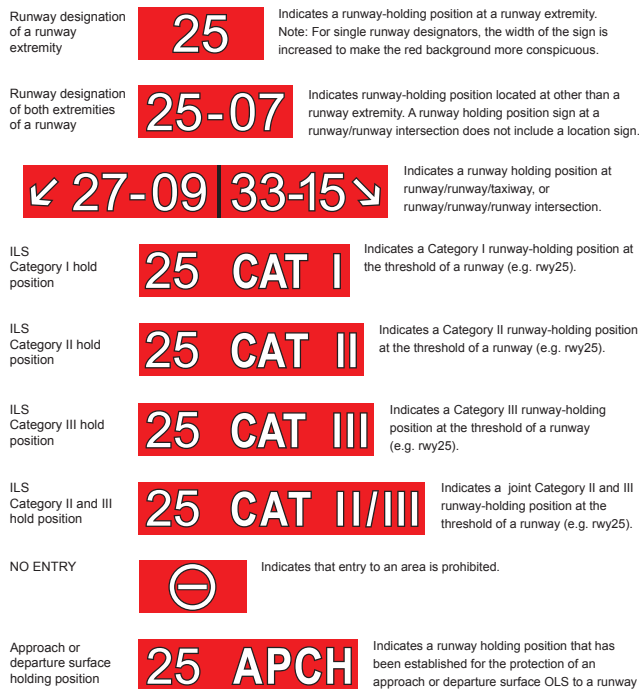 Runway designation
of a runway
extremity
25
Indicates a runway-holding position at a runway extremity.
Note: For single runway designators, the width of the sign is
increased to make the red background more conspicuous.
Runway designation
of both extremities
of a runway
25-07
Indicates runway-holding position located at other than a
runway extremity. A runway holding position sign at a
runway/runway intersection does not include a location sign.
↙ 27-09 33-15 ↘
Indicates a runway holding position at
runway/runway/taxiway, or
runway/runway/runway intersection.
ILS
Category I hold
position
25 CAT I
Indicates a Category I runway-holding position at
the threshold of a runway (e.g. rwy25).
ILS
Category II hold
position
25 CAT II
Indicates a Category II runway-holding position
at the threshold of a runway (e.g. rwy25).
ILS
Category III hold
position
25 CAT III
Indicates a Category III runway-holding
position at the threshold of a runway
(e.g. rwy25).
ILS
Category II and III
hold position
25 CAT II/III
Indicates a joint Category II and III
runway-holding position at the
threshold of a runway (e.g. rwy25).
NO ENTRY
Indicates that entry to an area is prohibited.
Approach or
departure surface
holding position
25 APCH
Indicates a runway holding position that has
been established for the protection of an
approach or departure surface OLS to a runway